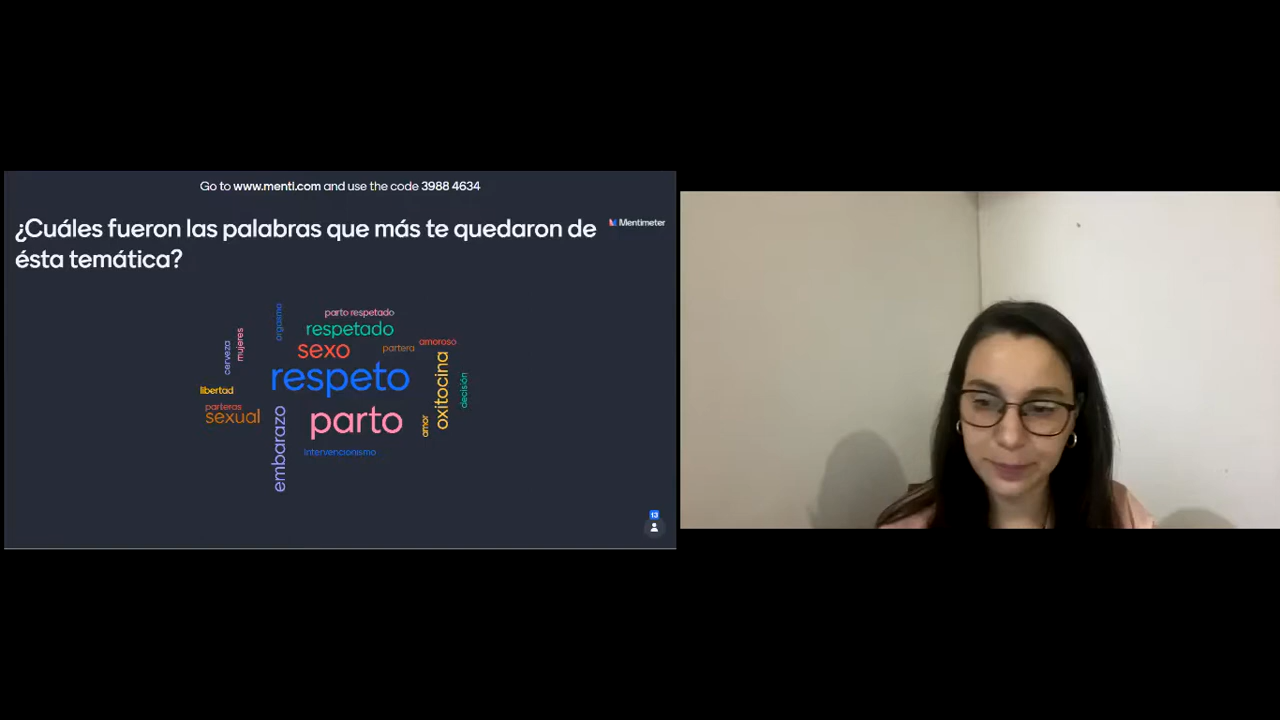 Go to www.menti.com and use the code 3988 4634
¿Cuáles fueron las palabras que más te quedaron de
ésta temática?
Mentimeter
orgasmo
parto respetado
respetado
mujeres
cerveza
sexo
partera
amoroso
oxitocina
respeto
decisión
libertad
parteras
sexual
embarazo
parto
amor
intervencionismo
13